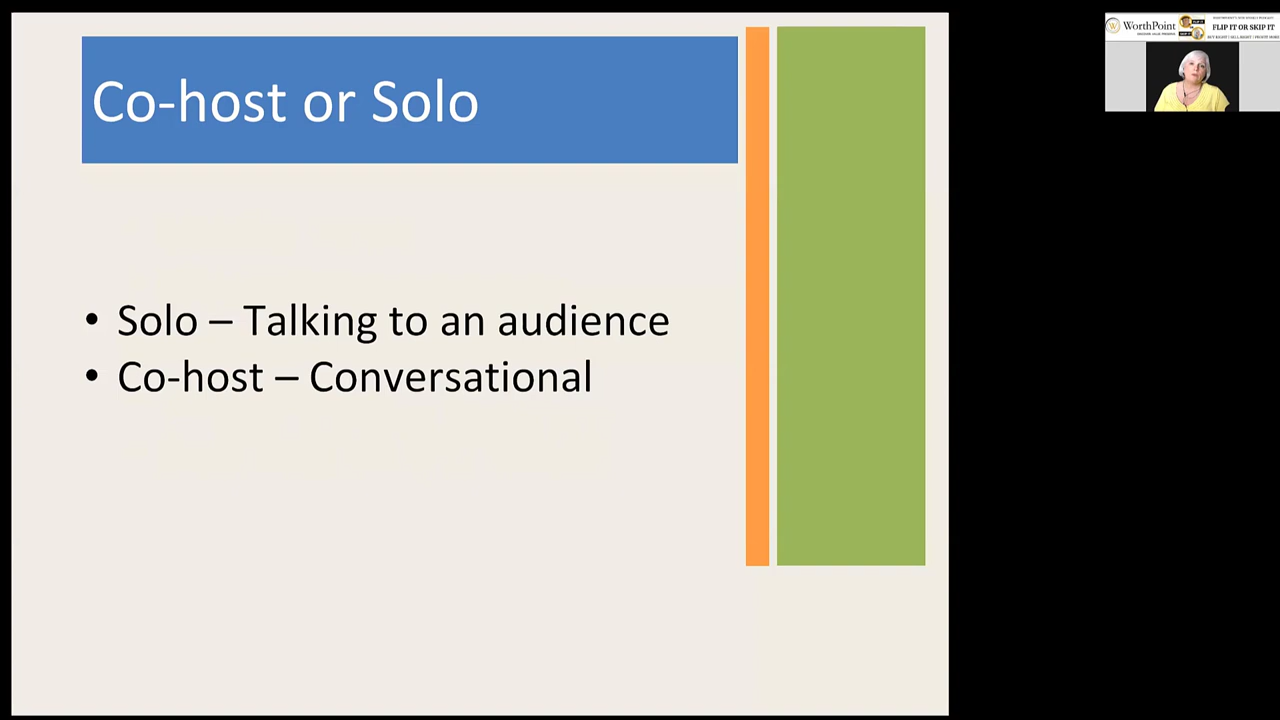 Co-host or Solo
• Solo – Talking to an audience
• Co-host – Conversational
WorthPoint
FLIP IT OR SKIP IT